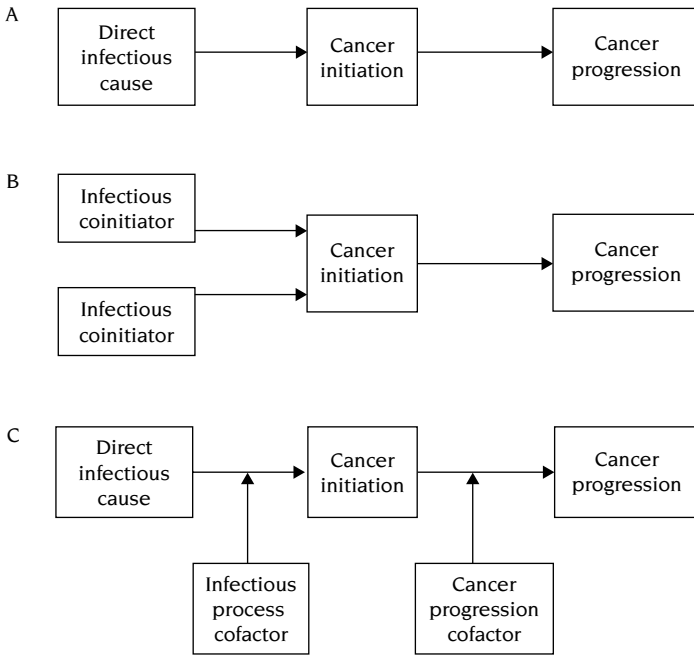 A
Direct
infectious
cause
Cancer
initiation
Cancer
progression
B
Infectious
coinitiator
Infectious
coinitiator
Cancer
initiation
Cancer
progression
C
Direct
infectious
cause
Cancer
initiation
Cancer
progression
Infectious
process
cofactor
Cancer
progression
cofactor